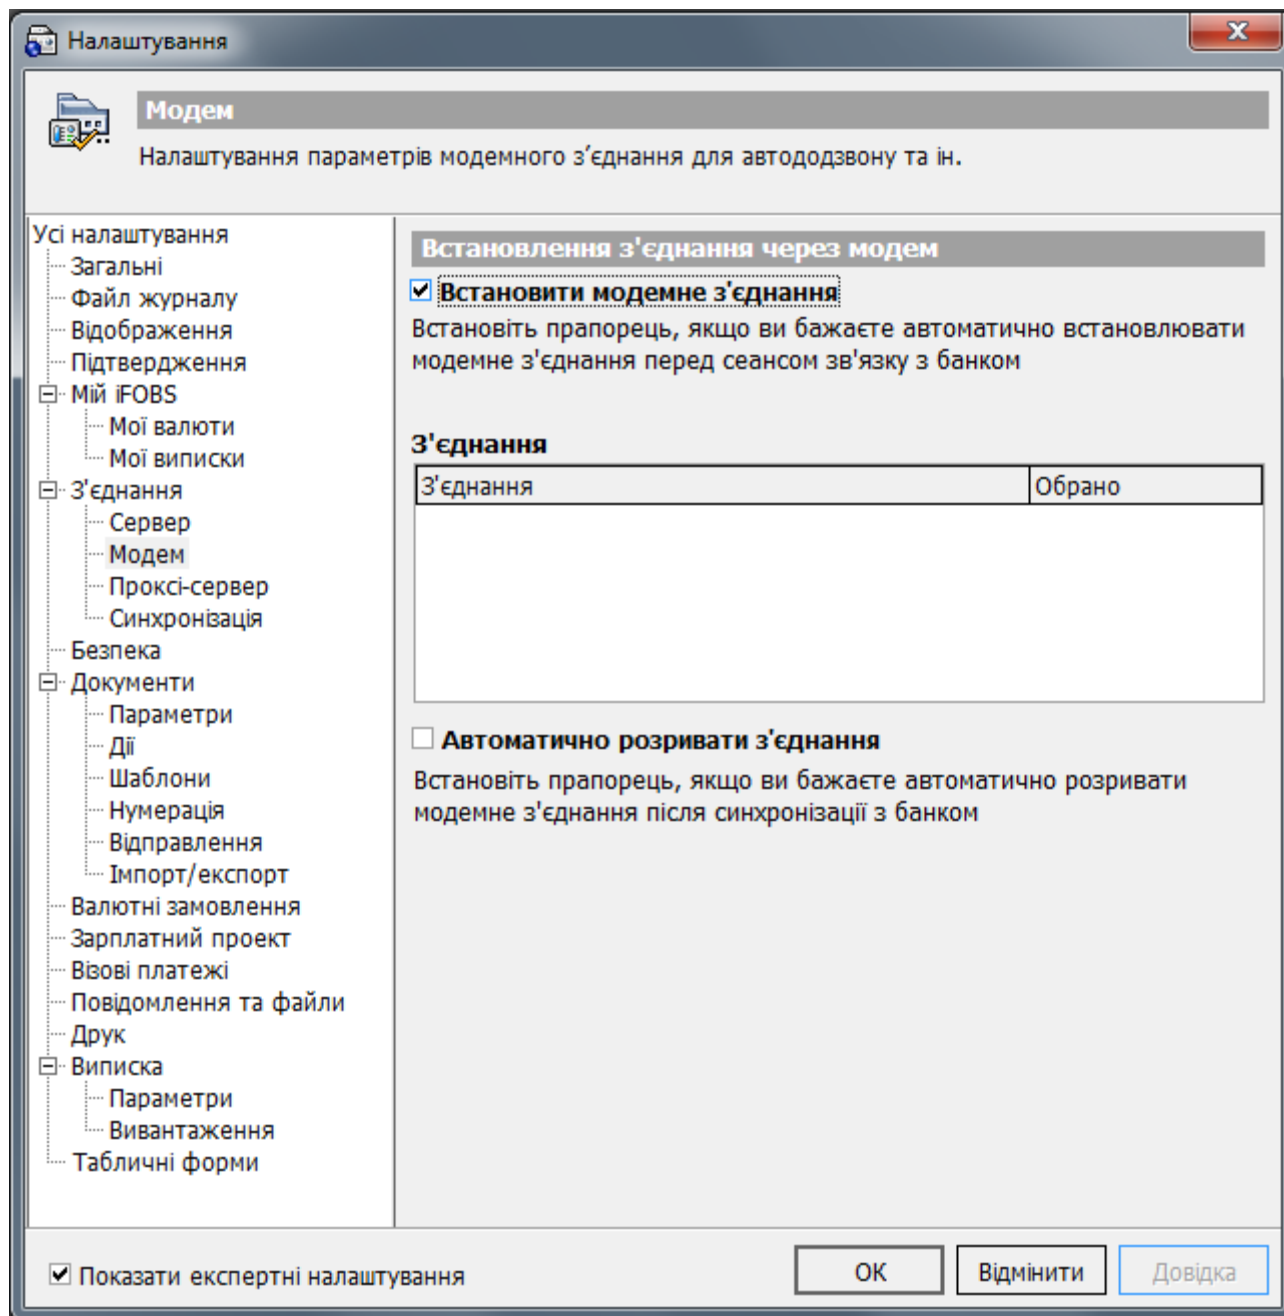 Налаштування
Модем
Налаштування параметрів модемного з’єднання для автододзвону та ін.
Усі налаштування
Загальні
Файл журналу
Відображення
Підтвердження
Мій iFOBS
Мої валюти
Мої виписки
З'єднання
Сервер
Модем
Проксі-сервер
Синхронізація
Безпека
Документи
Параметри
Дії
Шаблони
Нумерація
Відправлення
Імпорт/експорт
Валютні замовлення
Зарплатний проект
Візові платежі
Повідомлення та файли
Друк
Виписка
Параметри
Вивантаження
Табличні форми
Встановлення з'єднання через модем
Встановити модемне з'єднання
Встановіть прапорець, якщо ви бажаєте автоматично встановлювати
модемне з'єднання перед сеансом зв'язку з банком
З'єднання
З'єднання Обрано
Автоматично розривати з'єднання
Встановіть прапорець, якщо ви бажаєте автоматично розривати
модемне з'єднання після синхронізації з банком
Показати експертні налаштування
ОК Відмінити Довідка